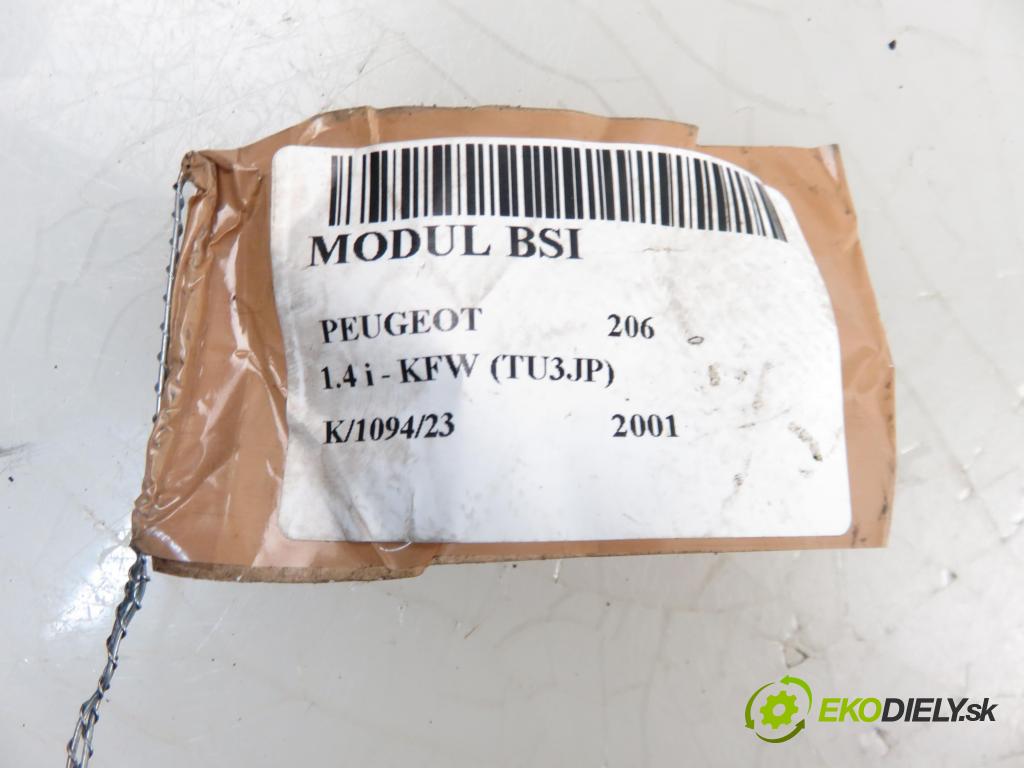 MODUL BSI
PEUGEOT 206
1.4 i - KFW (TU3JP)
K/1094/23 2001
EKODIELY.sk